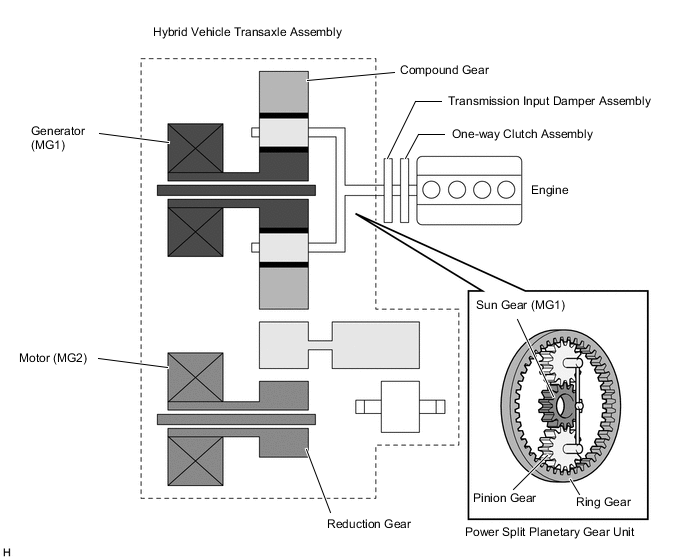 Hybrid Vehicle Transaxle Assembly
Compound Gear
Transmission Input Damper Assembly
Generator
(MG1)
One-way Clutch Assembly
Engine
Sun Gear (MG1)
Motor (MG2)
Pinion Gear
Ring Gear
Reduction Gear
Power Split Planetary Gear Unit
H